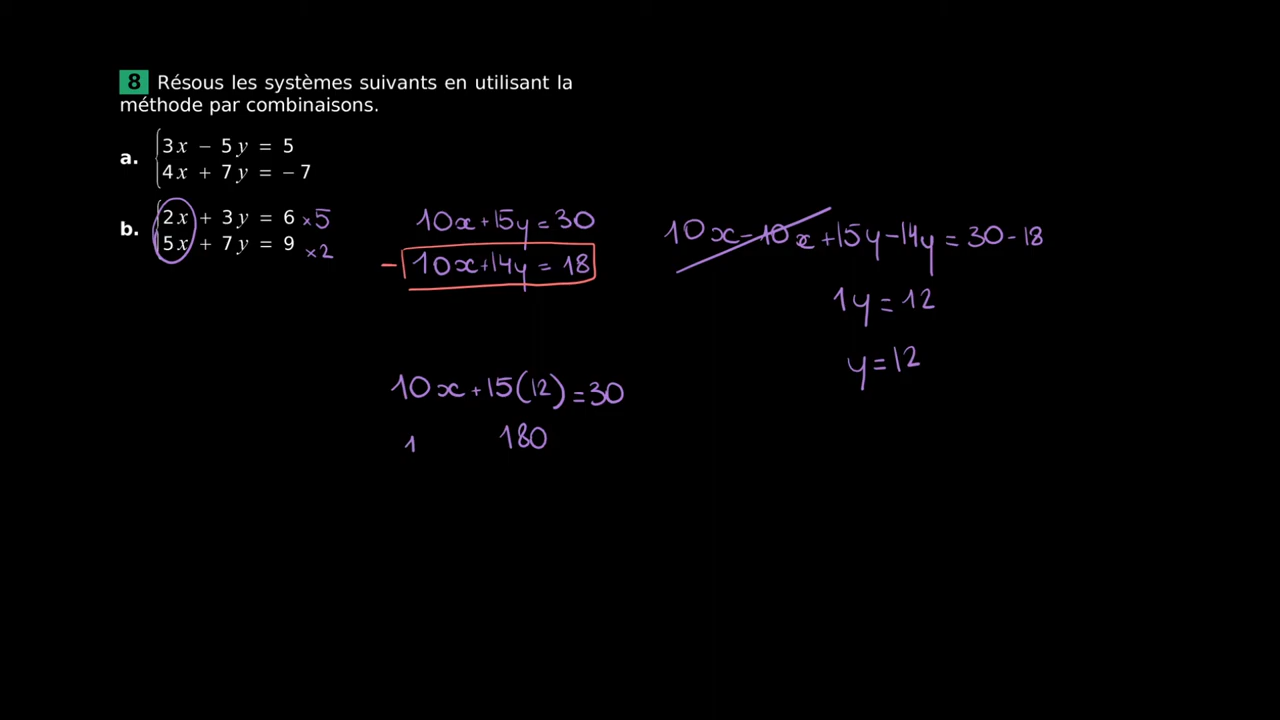 8 Résous les systèmes suivants en utilisant la
méthode par combinaisons.
a. 3x − 5y = 5
4x + 7y = −7
b. 2x + 3y = 6 ×5
5x + 7y = 9 ×2
10x+15y=30
− 10x+14y=18
10x-10x+15y-14y=30-18
1y=12
y=12
10x+15(12)=30
1 180